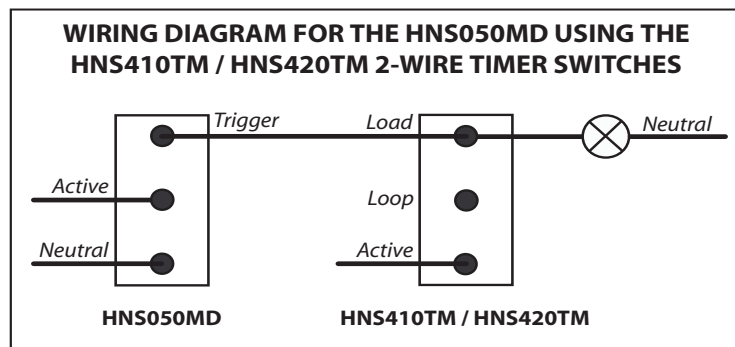 WIRING DIAGRAM FOR THE HNS050MD USING THE
HNS410TM / HNS420TM 2-WIRE TIMER SWITCHES
Trigger
Load
Neutral
Active
Loop
Neutral
Active
HNS050MD
HNS410TM / HNS420TM